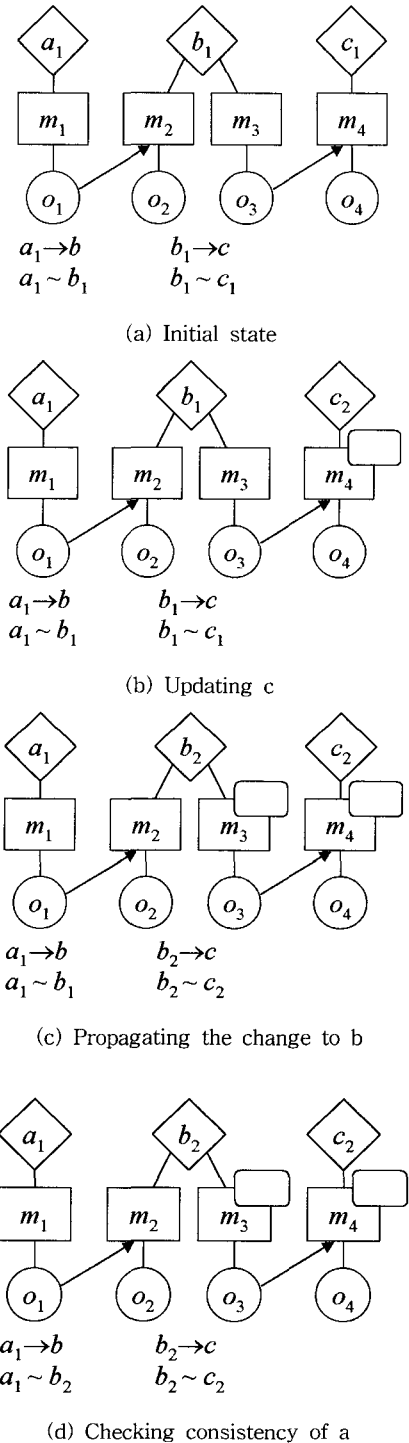 a₁ b₁ c₁
m₁ m₂ m₃ m₄
o₁ o₂ o₃ o₄
a₁→b b₁→c
a₁ ~ b₁ b₁ ~ c₁
(a) Initial state
a₁ b₁ c₂
m₁ m₂ m₃ m₄
o₁ o₂ o₃ o₄
a₁→b b₁→c
a₁ ~ b₁ b₁ ~ c₁
(b) Updating c
a₁ b₂ c₂
m₁ m₂ m₃ m₄
o₁ o₂ o₃ o₄
a₁→b b₂→c
a₁ ~ b₁ b₂ ~ c₂
(c) Propagating the change to b
a₁ b₂ c₂
m₁ m₂ m₃ m₄
o₁ o₂ o₃ o₄
a₁→b b₂→c
a₁ ~ b₂ b₂ ~ c₂
(d) Checking consistency of a